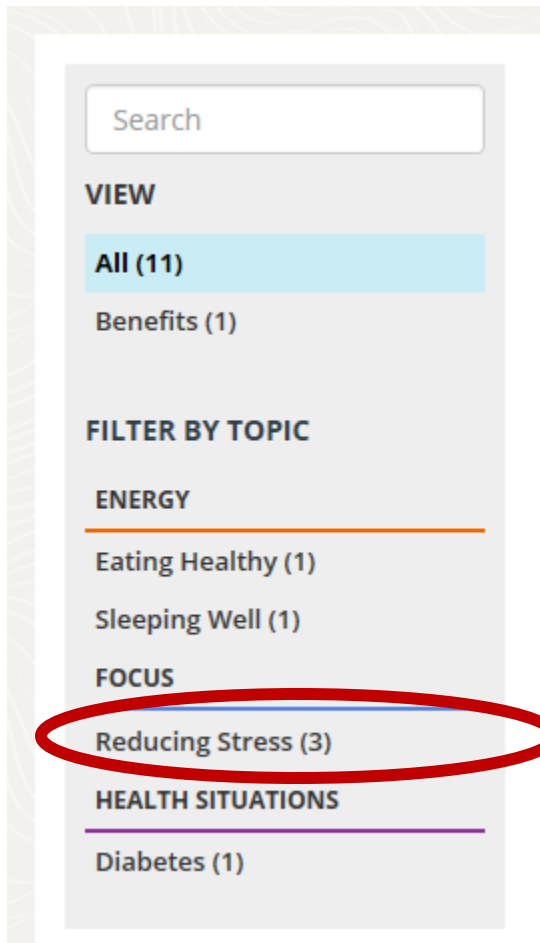 Search
VIEW
All (11)
Benefits (1)
FILTER BY TOPIC
ENERGY
Eating Healthy (1)
Sleeping Well (1)
FOCUS
Reducing Stress (3)
HEALTH SITUATIONS
Diabetes (1)